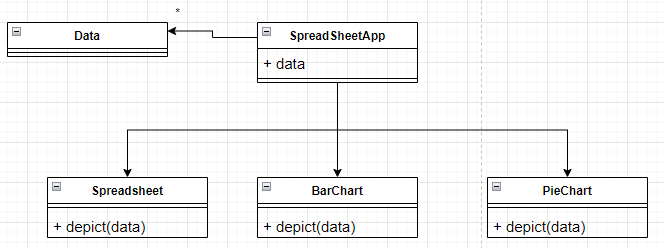 *
Data
SpreadSheetApp
+ data
Spreadsheet
BarChart
PieChart
+ depict(data)
+ depict(data)
+ depict(data)